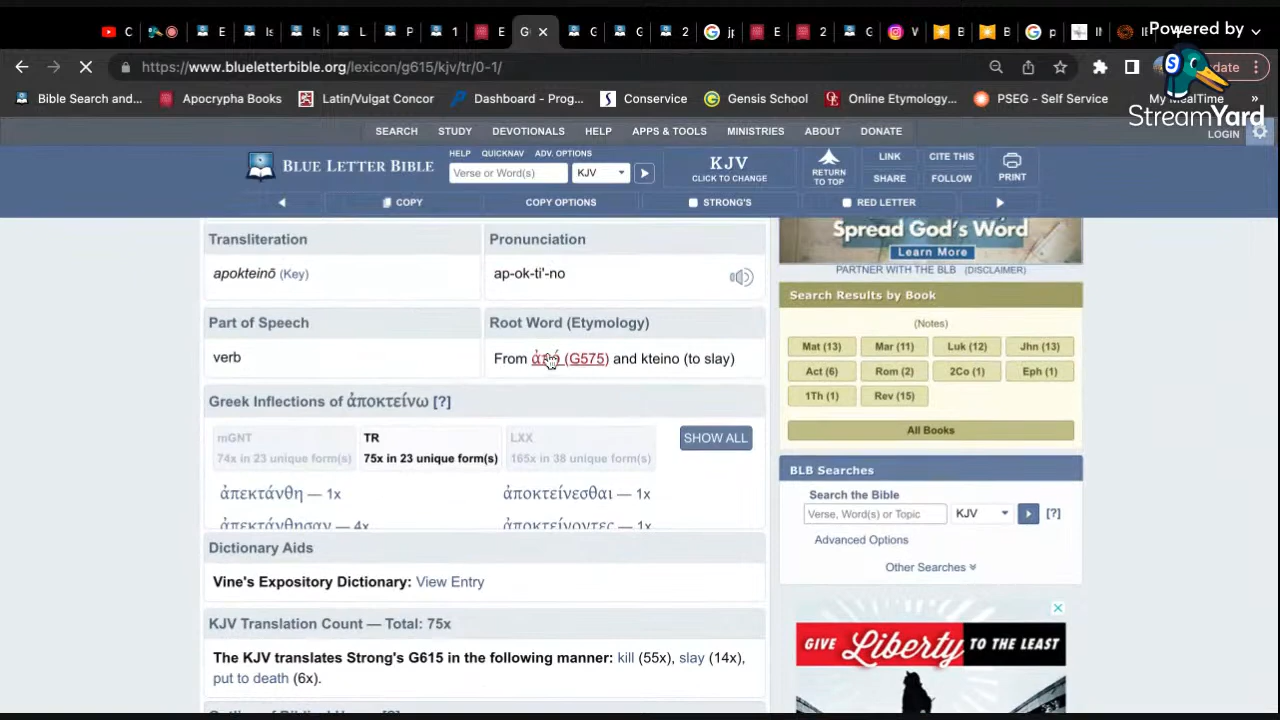 Powered by
StreamYard
https://www.blueletterbible.org/lexicon/g615/kjv/tr/0-1/
Bible Search and...
Apocrypha Books
Latin/Vulgat Concor
Dashboard - Prog...
Conservice
Gensis School
Online Etymology...
PSEG - Self Service
My MealTime
»
SEARCH
STUDY
DEVOTIONALS
HELP
APPS & TOOLS
MINISTRIES
ABOUT
DONATE
LOGIN
BLUE LETTER BIBLE
HELP
QUICKNAV
ADV. OPTIONS
Verse or Word(s)
KJV
KJV
CLICK TO CHANGE
RETURN
TO TOP
LINK
CITE THIS
SHARE
FOLLOW
PRINT
COPY
COPY OPTIONS
STRONG'S
RED LETTER
Transliteration
Pronunciation
apokteinō (Key)
ap-ok-ti'-no
Part of Speech
Root Word (Etymology)
verb
From ἀπό (G575) and kteino (to slay)
Greek Inflections of ἀποκτείνω [?]
mGNT
74x in 23 unique form(s)
TR
75x in 23 unique form(s)
LXX
165x in 38 unique form(s)
SHOW ALL
ἀπεκτάνθη — 1x
ἀποκτείνεσθαι — 1x
ἀπεκτάνθησαν — 4x
ἀποκτείνοντες — 1x
Dictionary Aids
Vine's Expository Dictionary: View Entry
KJV Translation Count — Total: 75x
The KJV translates Strong's G615 in the following manner: kill (55x), slay (14x),
put to death (6x).
Spread God's Word
Learn More
PARTNER WITH THE BLB (DISCLAIMER)
Search Results by Book
(Notes)
Mat (13)
Mar (11)
Luk (12)
Jhn (13)
Act (6)
Rom (2)
2Co (1)
Eph (1)
1Th (1)
Rev (15)
All Books
BLB Searches
Search the Bible
Verse, Word(s) or Topic
KJV
[?]
Advanced Options
Other Searches
GIVE Liberty TO THE LEAST